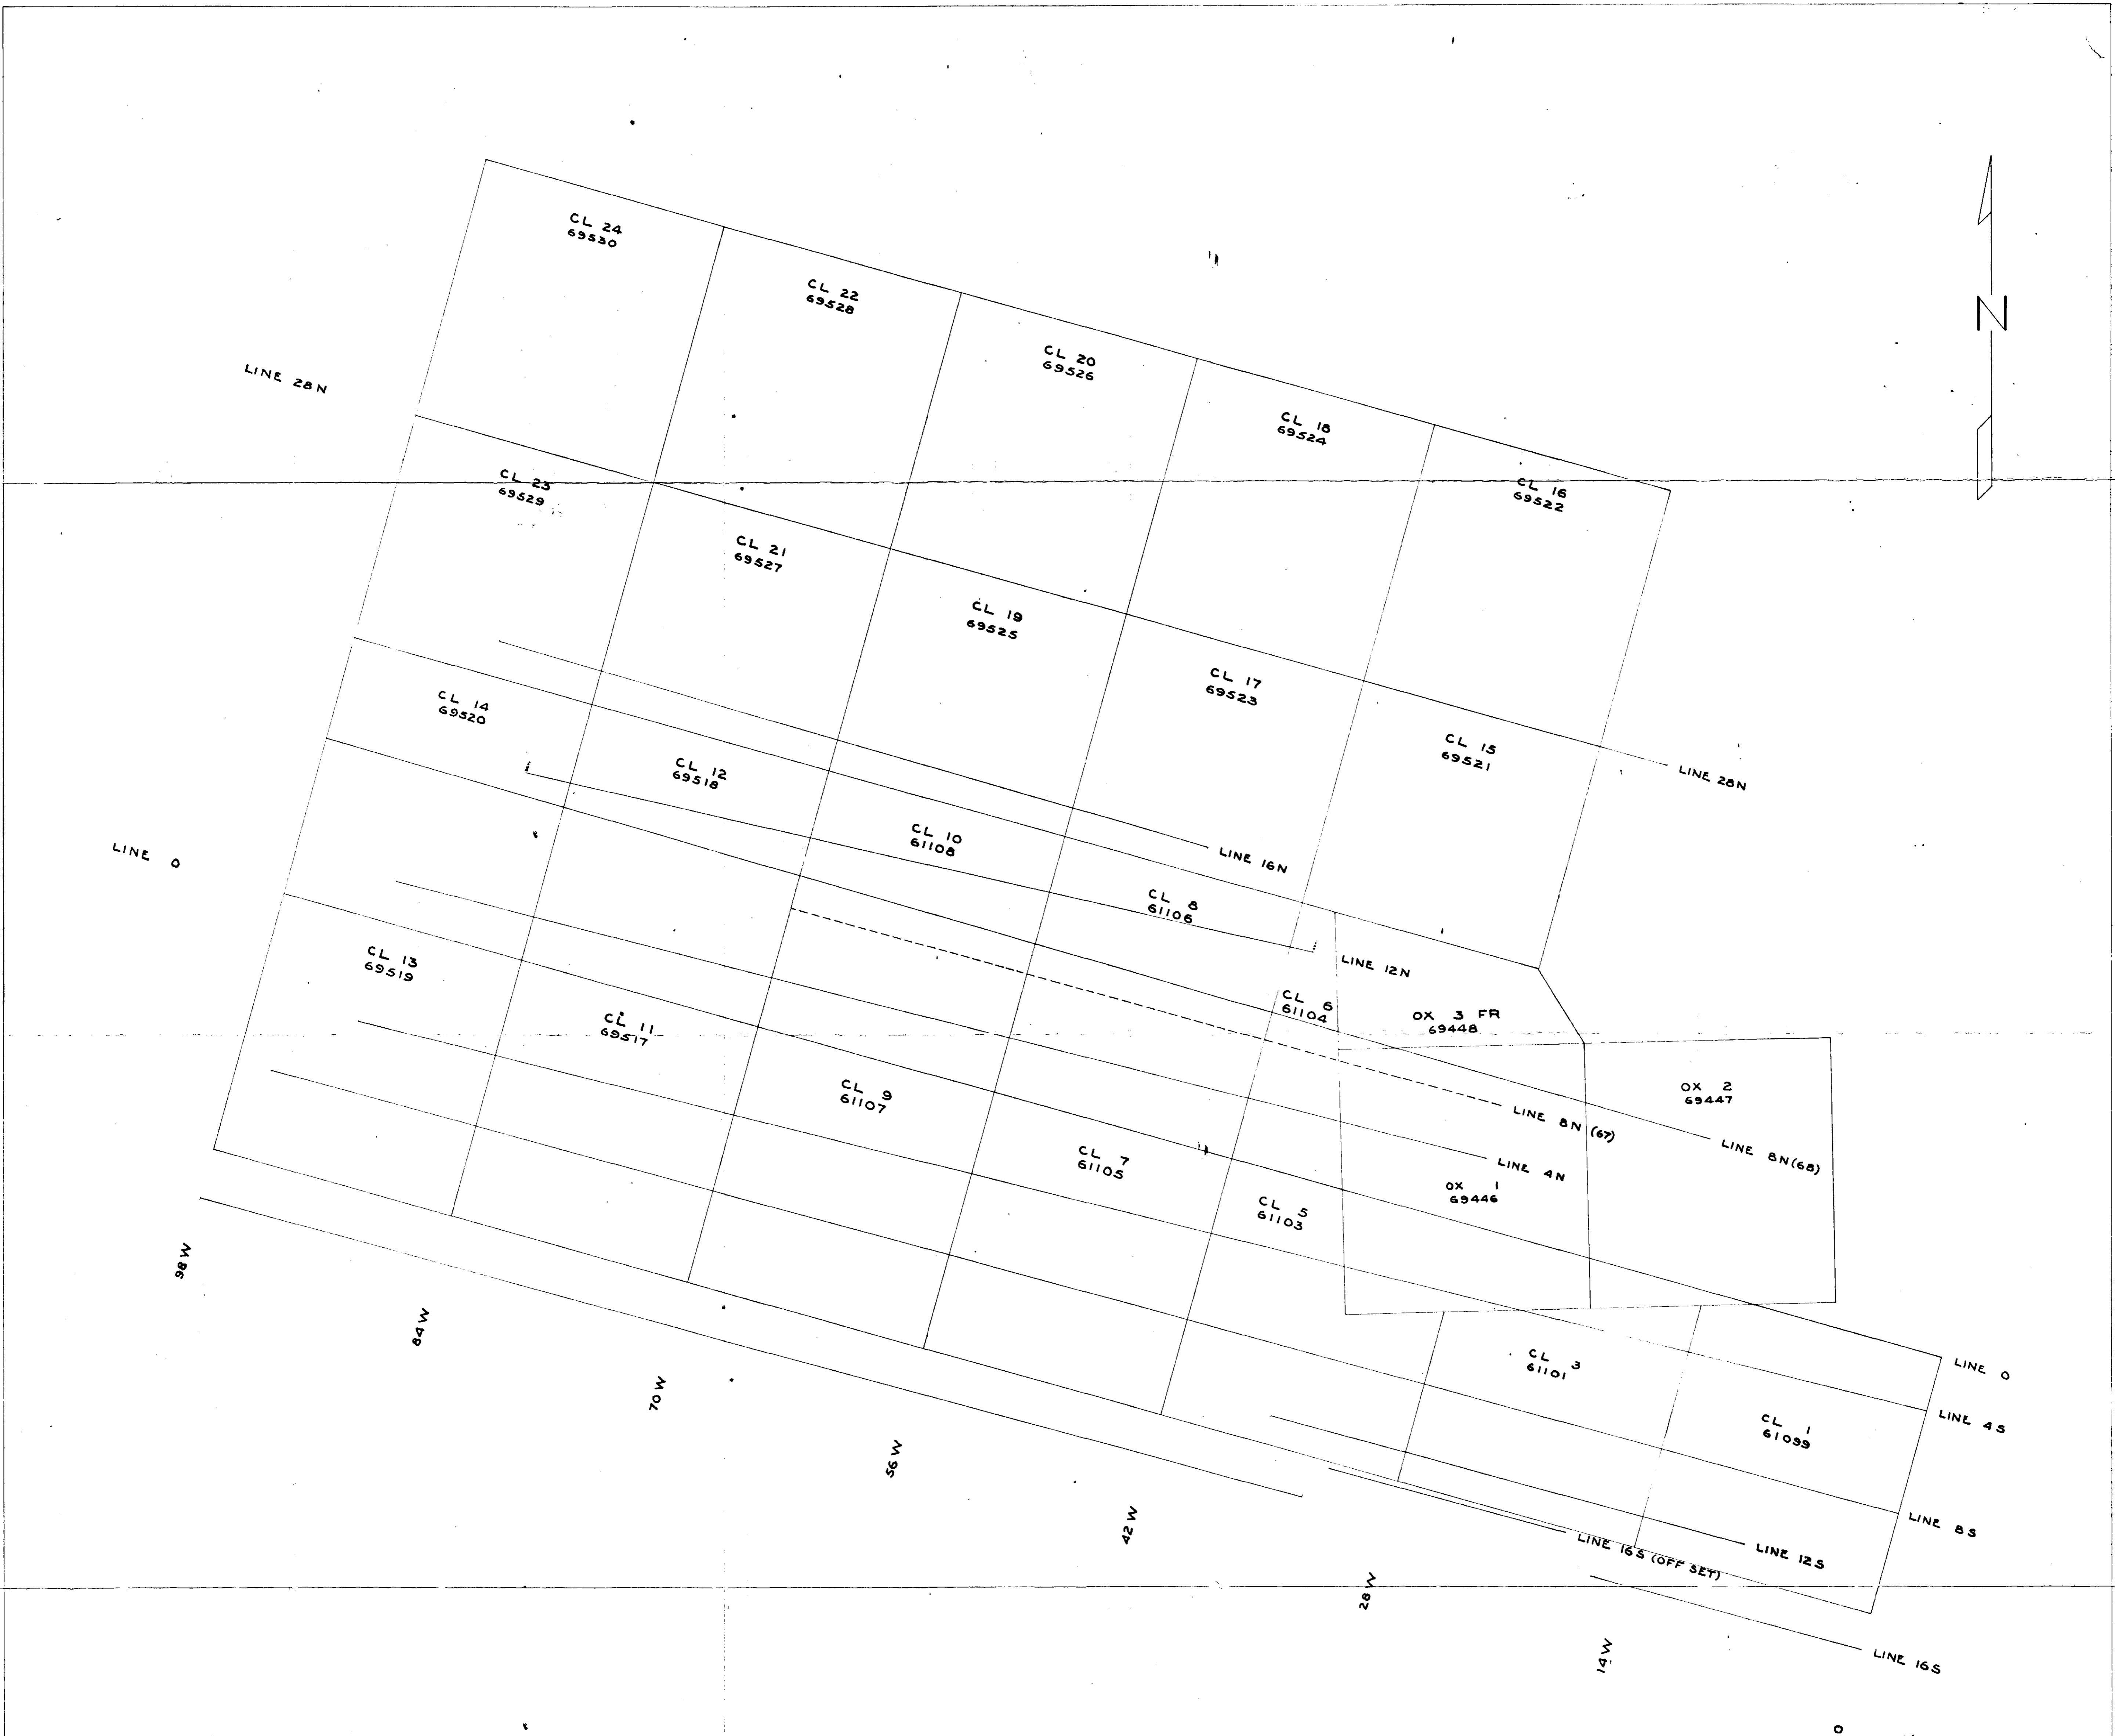 CL 24
69530
CL 22
69528
N
CL 20
69526
LINE 28N
CL 18
69524
CL 23
69529
CL 16
69522
CL 21
69527
CL 19
69525
CL 17
69523
CL 14
69520
CL 15
69521
CL 12
69518
LINE 28N
CL 10
61108
LINE 0
LINE 16N
CL 8
61106
CL 13
69519
LINE 12N
CL 6
61104
OX 3 FR
69448
CL 11
69517
CL 9
61107
OX 2
69447
LINE 8N (67)
LINE 8N (68)
CL 7
61105
LINE 4N
OX 1
69446
CL 5
61103
98W
84W
CL 3
61101
LINE 0
70W
LINE 4S
CL 1
61099
56W
42W
LINE 8S
LINE 16S (OFF SET)
LINE 12S
28W
14W
LINE 16S
0